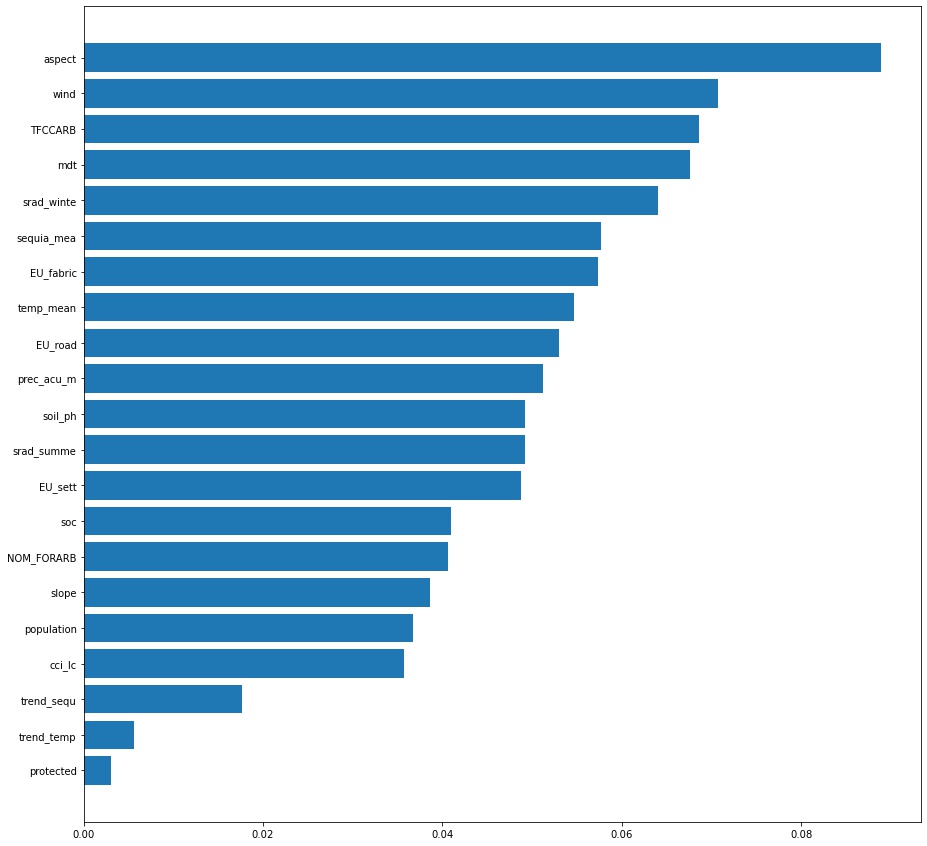 aspect
wind
TFCCARB
mdt
srad_winte
sequia_mea
EU_fabric
temp_mean
EU_road
prec_acu_m
soil_ph
srad_summe
EU_sett
soc
NOM_FORARB
slope
population
cci_lc
trend_sequ
trend_temp
protected
0.00 0.02 0.04 0.06 0.08